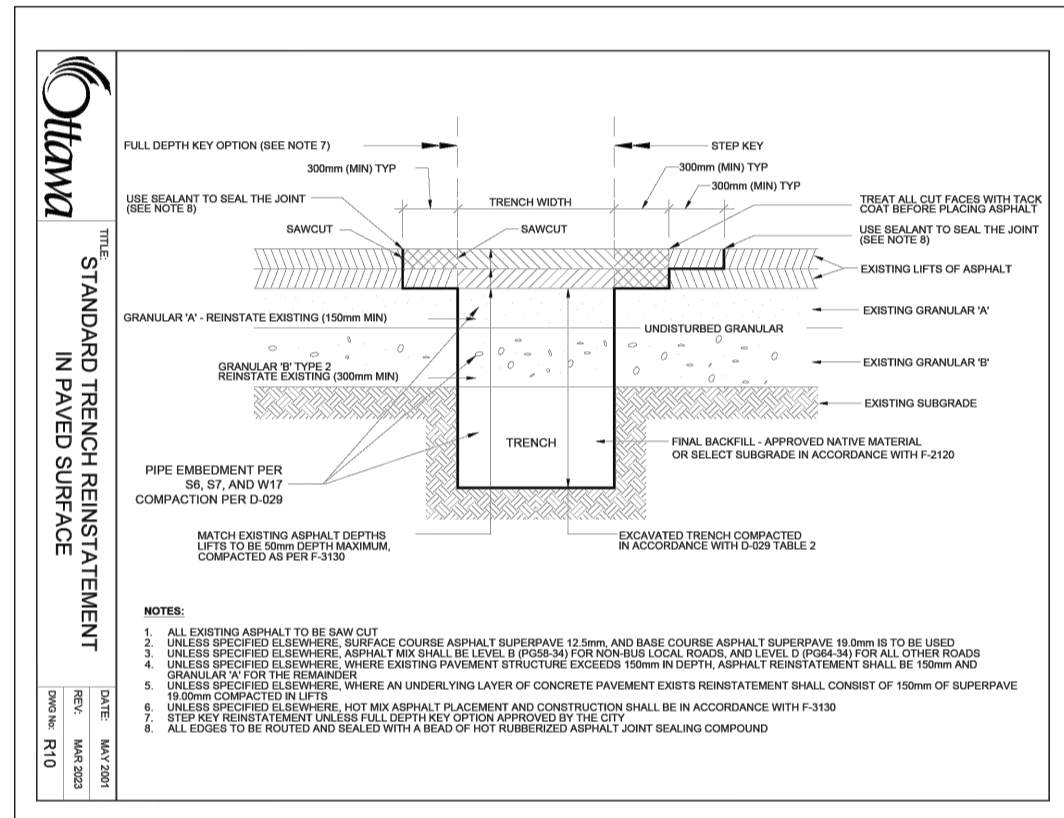 Ottawa
TITLE:
STANDARD TRENCH REINSTATEMENT
IN PAVED SURFACE
DATE: MAY 2001
REV: MAR 2023
DWG No: R10
FULL DEPTH KEY OPTION (SEE NOTE 7)
STEP KEY
300mm (MIN) TYP
300mm (MIN) TYP
300mm (MIN) TYP
USE SEALANT TO SEAL THE JOINT
(SEE NOTE 8)
TRENCH WIDTH
TREAT ALL CUT FACES WITH TACK
COAT BEFORE PLACING ASPHALT
SAWCUT
SAWCUT
USE SEALANT TO SEAL THE JOINT
(SEE NOTE 8)
EXISTING LIFTS OF ASPHALT
GRANULAR 'A' - REINSTATE EXISTING (150mm MIN)
EXISTING GRANULAR 'A'
UNDISTURBED GRANULAR
GRANULAR 'B' TYPE 2
REINSTATE EXISTING (300mm MIN)
EXISTING GRANULAR 'B'
EXISTING SUBGRADE
TRENCH
FINAL BACKFILL - APPROVED NATIVE MATERIAL
OR SELECT SUBGRADE IN ACCORDANCE WITH F-2120
PIPE EMBEDMENT PER
S6, S7, AND W17
COMPACTION PER D-029
MATCH EXISTING ASPHALT DEPTHS
LIFTS TO BE 50mm DEPTH MAXIMUM,
COMPACTED AS PER F-3130
EXCAVATED TRENCH COMPACTED
IN ACCORDANCE WITH D-029 TABLE 2
NOTES:
1. ALL EXISTING ASPHALT TO BE SAW CUT
2. UNLESS SPECIFIED ELSEWHERE, SURFACE COURSE ASPHALT SUPERPAVE 12.5mm, AND BASE COURSE ASPHALT SUPERPAVE 19.0mm IS TO BE USED
3. UNLESS SPECIFIED ELSEWHERE, ASPHALT MIX SHALL BE LEVEL B (PG58-34) FOR NON-BUS LOCAL ROADS, AND LEVEL D (PG64-34) FOR ALL OTHER ROADS
4. UNLESS SPECIFIED ELSEWHERE, WHERE EXISTING PAVEMENT STRUCTURE EXCEEDS 150mm IN DEPTH, ASPHALT REINSTATEMENT SHALL BE 150mm AND
GRANULAR 'A' FOR THE REMAINDER
5. UNLESS SPECIFIED ELSEWHERE, WHERE AN UNDERLYING LAYER OF CONCRETE PAVEMENT EXISTS REINSTATEMENT SHALL CONSIST OF 150mm OF SUPERPAVE
19.00mm COMPACTED IN LIFTS
6. UNLESS SPECIFIED ELSEWHERE, HOT MIX ASPHALT PLACEMENT AND CONSTRUCTION SHALL BE IN ACCORDANCE WITH F-3130
7. STEP KEY REINSTATEMENT UNLESS FULL DEPTH KEY OPTION APPROVED BY THE CITY
8. ALL EDGES TO BE ROUTED AND SEALED WITH A BEAD OF HOT RUBBERIZED ASPHALT JOINT SEALING COMPOUND